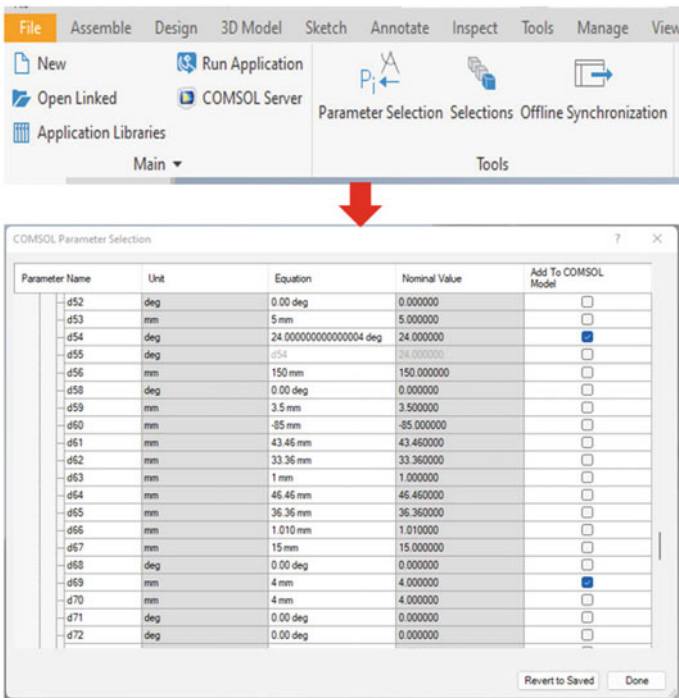 File Assemble Design 3D Model Sketch Annotate Inspect Tools Manage View
New Run Application
Open Linked COMSOL Server
Application Libraries
Pi
Parameter Selection Selections Offline Synchronization
Main Tools
COMSOL Parameter Selection ? ×
Parameter Name Unit Equation Nominal Value Add To COMSOL Model
d52 deg 0.00 deg 0.000000
d53 mm 5 mm 5.000000
d54 deg 24.000000000000004 deg 24.000000
d55 deg d54 24.000000
d56 mm 150 mm 150.000000
d58 deg 0.00 deg 0.000000
d59 mm 3.5 mm 3.500000
d60 mm -85 mm -85.000000
d61 mm 43.46 mm 43.460000
d62 mm 33.36 mm 33.360000
d63 mm 1 mm 1.000000
d64 mm 46.46 mm 46.460000
d65 mm 36.36 mm 36.360000
d66 mm 1.010 mm 1.010000
d67 mm 15 mm 15.000000
d68 deg 0.00 deg 0.000000
d69 mm 4 mm 4.000000
d70 mm 4 mm 4.000000
d71 deg 0.00 deg 0.000000
d72 deg 0.00 deg 0.000000
Revert to Saved Done